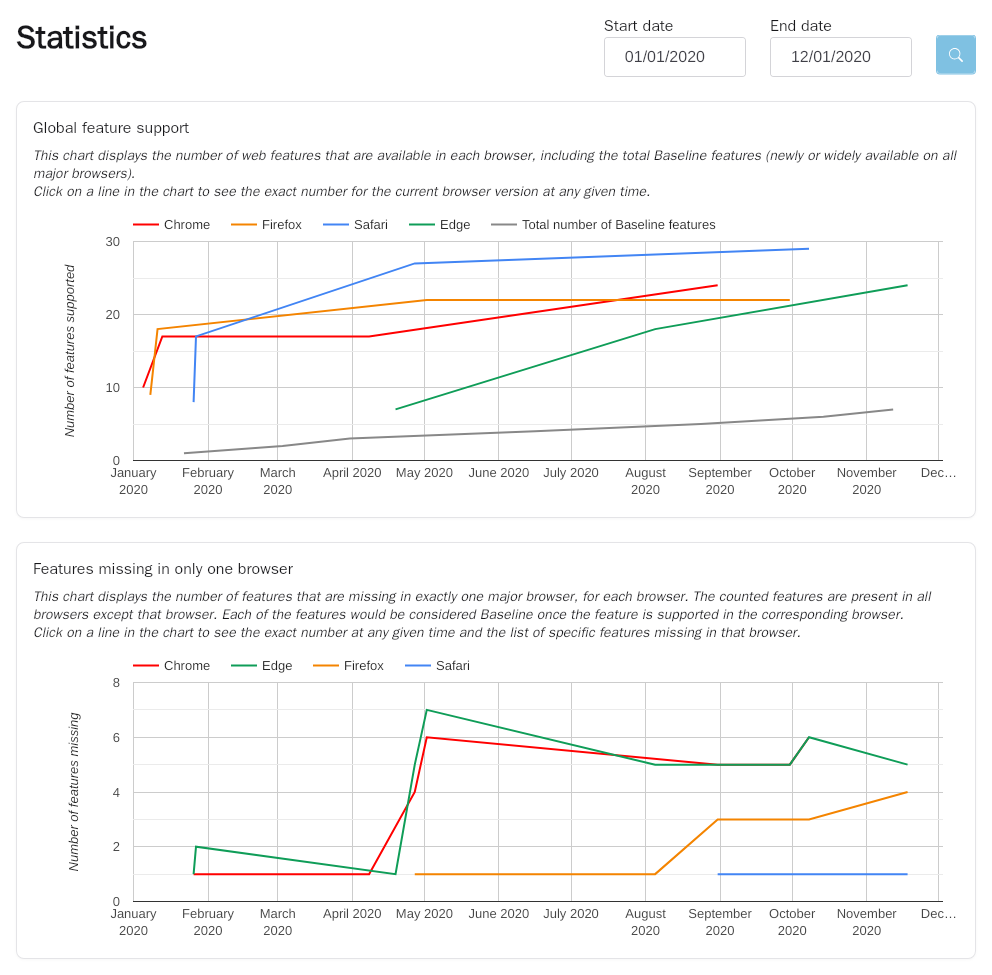 Statistics
Start date
End date
01/01/2020
12/01/2020
Global feature support
This chart displays the number of web features that are available in each browser, including the total Baseline features (newly or widely available on all
major browsers).
Click on a line in the chart to see the exact number for the current browser version at any given time.
Chrome Firefox Safari Edge Total number of Baseline features
Number of features supported
30
20
10
0
January February March April 2020 May 2020 June 2020 July 2020 August September October November Dec…
2020 2020 2020 2020 2020 2020 2020
Features missing in only one browser
This chart displays the number of features that are missing in exactly one major browser, for each browser. The counted features are present in all
browsers except that browser. Each of the features would be considered Baseline once the feature is supported in the corresponding browser.
Click on a line in the chart to see the exact number at any given time and the list of specific features missing in that browser.
Chrome Edge Firefox Safari
Number of features missing
8
6
4
2
0
January February March April 2020 May 2020 June 2020 July 2020 August September October November Dec…
2020 2020 2020 2020 2020 2020 2020